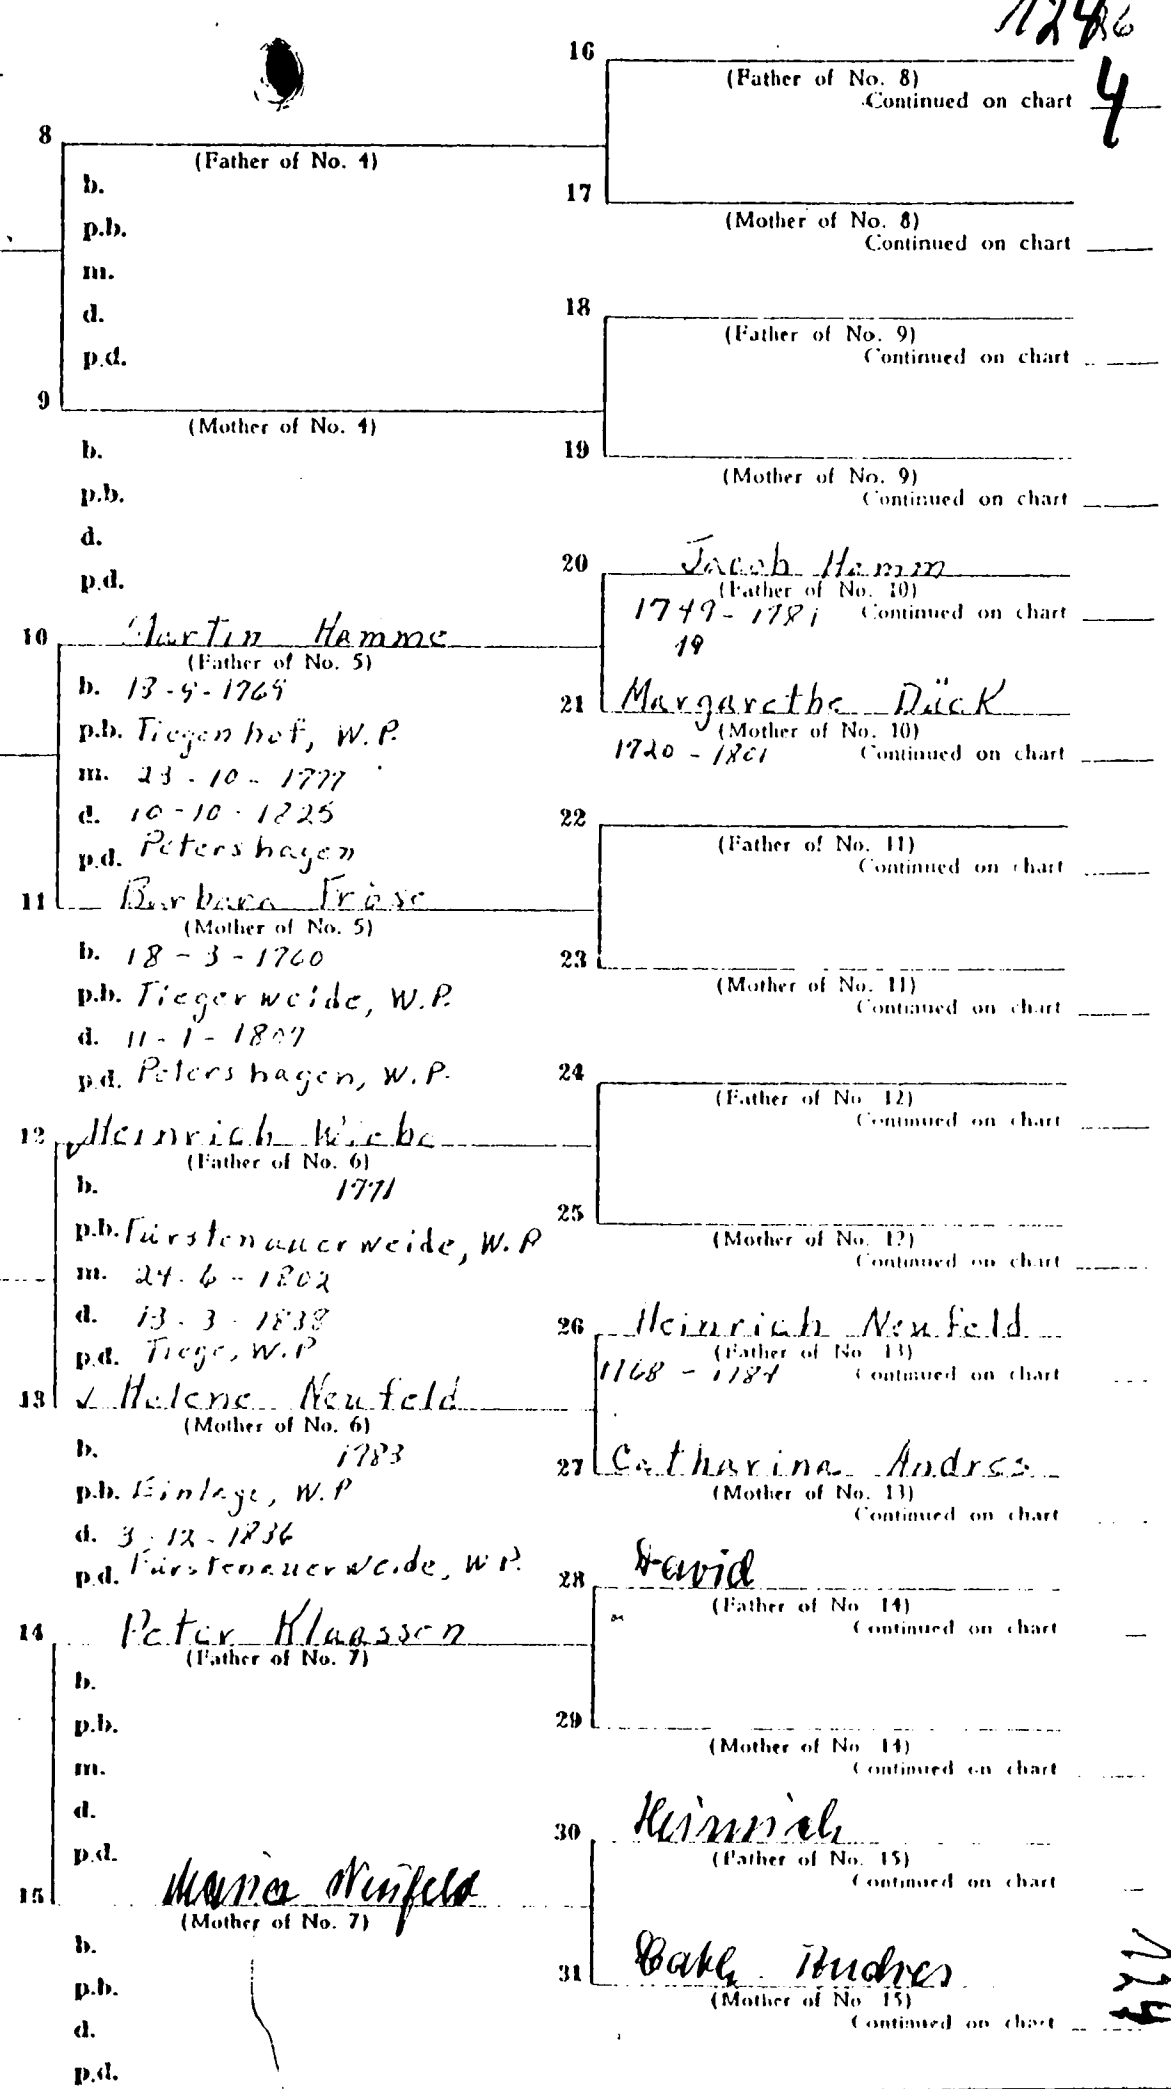 16
(Father of No. 8)
Continued on chart 4
8
(Father of No. 4)
b.
17
p.b.
(Mother of No. 8)
Continued on chart
m.
d.
18
(Father of No. 9)
p.d.
Continued on chart
9
(Mother of No. 4)
b.
19
(Mother of No. 9)
p.b.
Continued on chart
d.
p.d.
20 Jacob Hamm
(Father of No. 10)
1749 - 1781 Continued on chart
19
10 Martin Hamme
(Father of No. 5)
b.
21 Margarethe Dück
p.b. Tiegenhof, W.P.
(Mother of No. 10)
1720 - 1801 Continued on chart
m. 23 - 10 - 1777
d. 10 - 10 - 1825
22
(Father of No. 11)
p.d. Petershagen
Continued on chart
11 Barbara Fröse
(Mother of No. 5)
b. 18 - 3 - 1760
23
(Mother of No. 11)
p.b. Tiegerweide, W.P.
Continued on chart
d. 11 - 1 - 1807
p.d. Petershagen, W.P.
24
(Father of No. 12)
Continued on chart
12 Heinrich Wiebe
(Father of No. 6)
b. 1771
25
p.b. Fürstenauerweide, W.P
(Mother of No. 12)
Continued on chart
m. 24 - 6 - 1802
d. 13 - 3 - 1838
26 Heinrich Neufeld
(Father of No. 13)
p.d. Tiege, W.P
1768 - 1784 Continued on chart
13 Helene Neufeld
(Mother of No. 6)
b. 1783
27 Catharina Andres
p.b. Einlage, W.P
(Mother of No. 13)
Continued on chart
d. 3 - 12 - 1836
p.d. Fürstenauerweide, W.P.
28 David
(Father of No. 14)
Continued on chart
14 Peter Klaassen
(Father of No. 7)
b.
p.b.
29
(Mother of No. 14)
Continued on chart
m.
d.
30 Heinrich
p.d.
(Father of No. 15)
Continued on chart
15 Maria Neufeld
(Mother of No. 7)
b.
31 Cath. Andres
p.b.
(Mother of No. 15)
Continued on chart
d.
p.d.